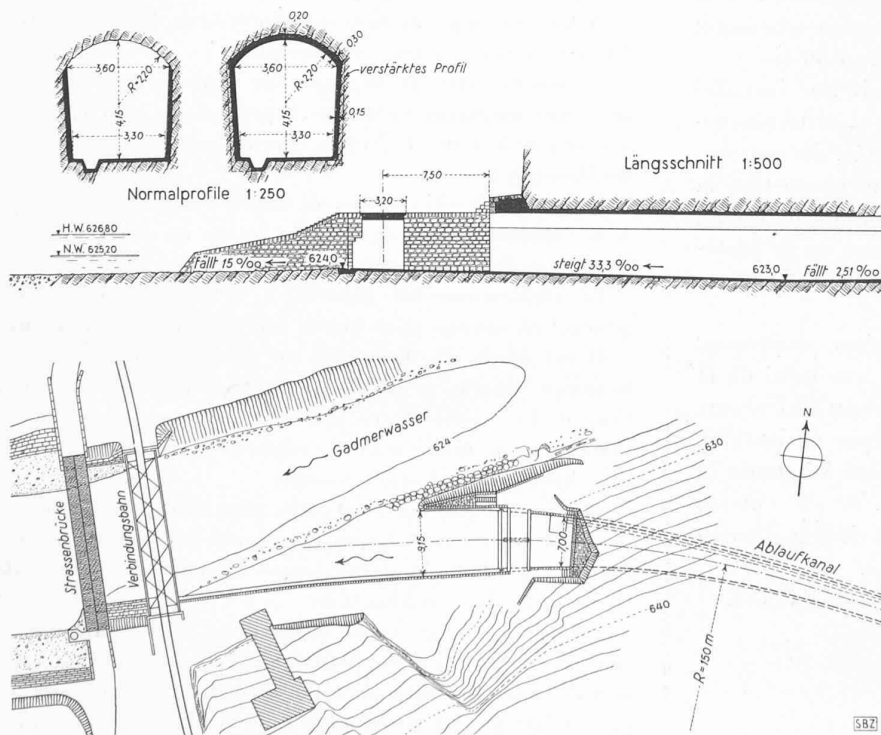 0,20
0,30
3,60
R=2,20
4,15
3,30
3,60
R=2,20
4,15
3,30
verstärktes Profil
0,15
Normalprofile 1:250
Längsschnitt 1:500
7,50
3,20
H.W. 626,80
N.W. 625,20
Fällt 15 ‰
624,0
steigt 33,3 ‰
623,0
Fällt 2,51 ‰
Gadmerwasser
624
630
N
Strassenbrücke
Verbindungsbahn
9,15
7,00
Ablaufkanal
640
R=150 m
SBZ